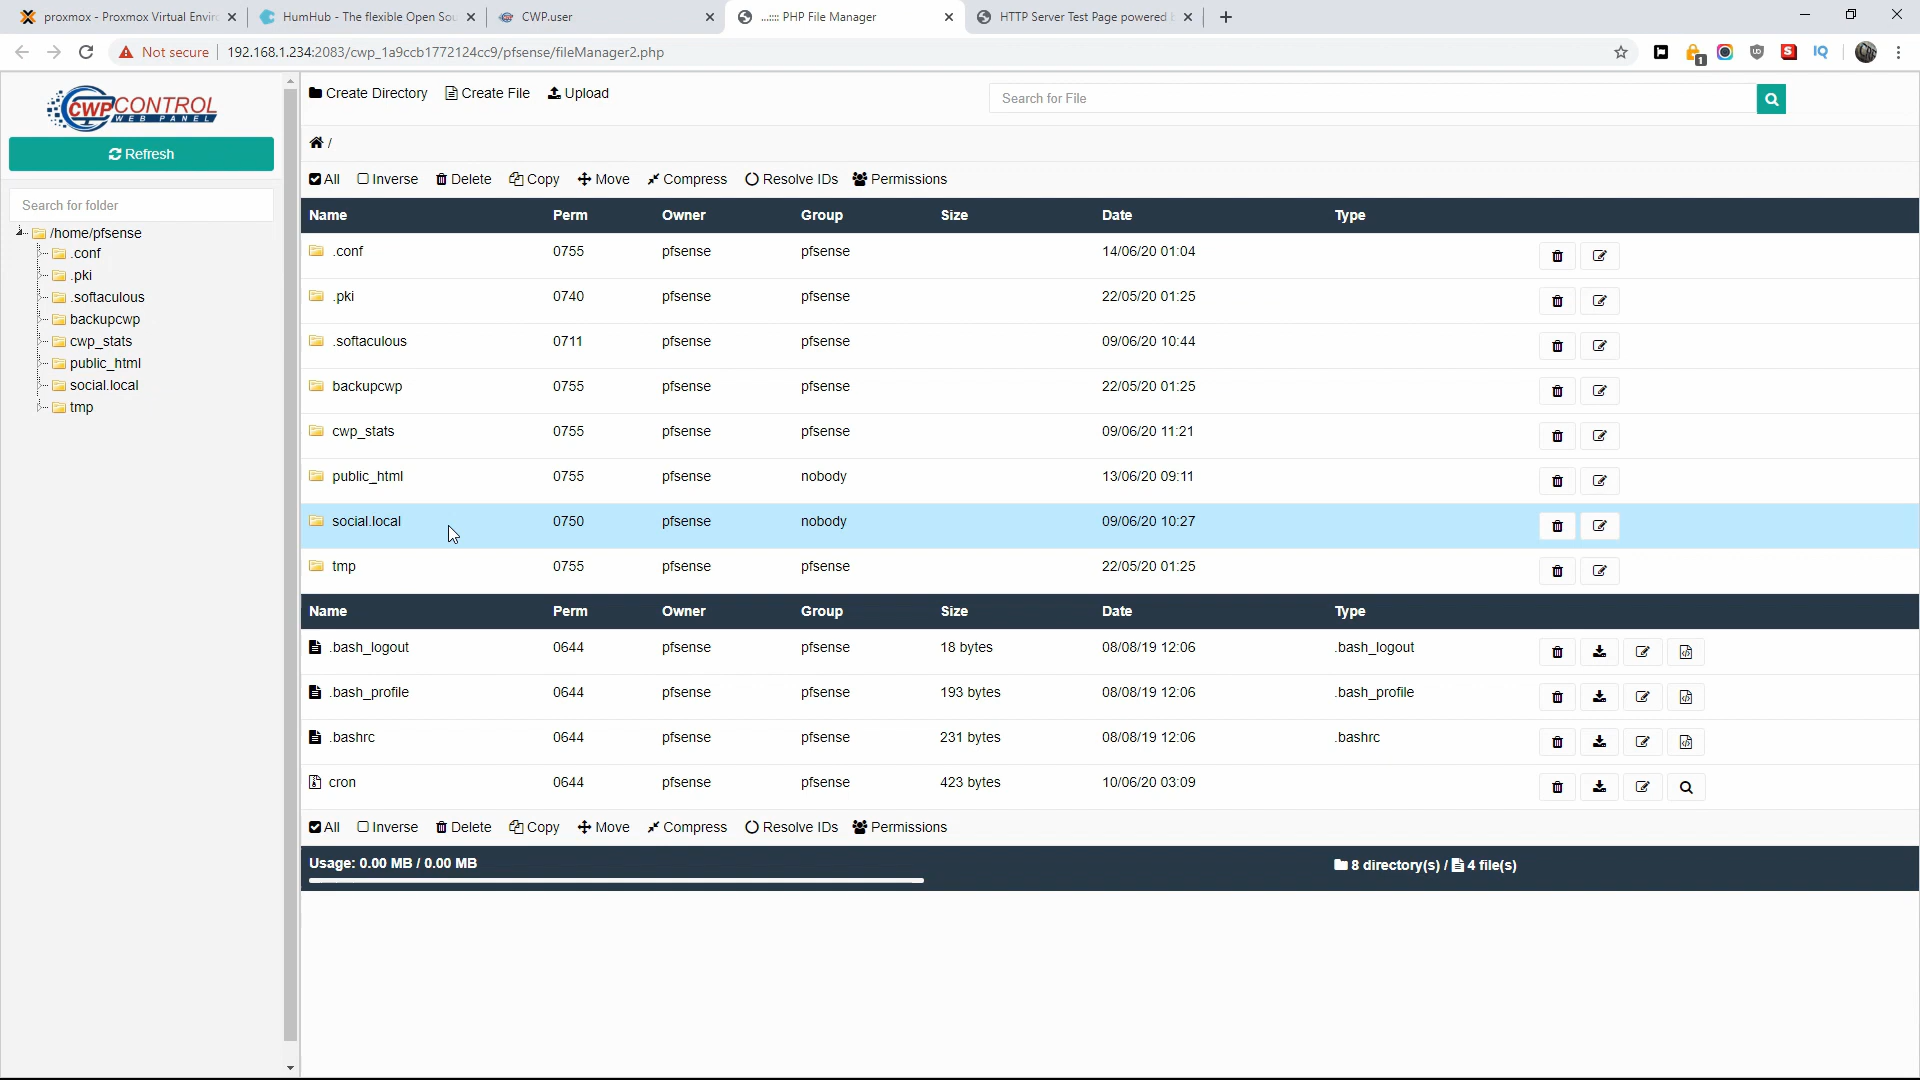 proxmox - Proxmox Virtual Envir
HumHub - The flexible Open So
CWP.user
..:::: PHP File Manager
HTTP Server Test Page powered
Not secure
192.168.1.234:2083/cwp_1a9ccb1772124cc9/pfsense/fileManager2.php
1
IQ
CWP CONTROL
WEB PANEL
Refresh
Search for folder
/home/pfsense
.conf
.pki
.softaculous
backupcwp
cwp_stats
public_html
social.local
tmp
Create Directory Create File Upload
Search for File
/
All Inverse Delete Copy Move Compress Resolve IDs Permissions
Name Perm Owner Group Size Date Type
.conf 0755 pfsense pfsense 14/06/20 01:04
.pki 0740 pfsense pfsense 22/05/20 01:25
.softaculous 0711 pfsense pfsense 09/06/20 10:44
backupcwp 0755 pfsense pfsense 22/05/20 01:25
cwp_stats 0755 pfsense pfsense 09/06/20 11:21
public_html 0755 pfsense nobody 13/06/20 09:11
social.local 0750 pfsense nobody 09/06/20 10:27
tmp 0755 pfsense pfsense 22/05/20 01:25
Name Perm Owner Group Size Date Type
.bash_logout 0644 pfsense pfsense 18 bytes 08/08/19 12:06 .bash_logout
.bash_profile 0644 pfsense pfsense 193 bytes 08/08/19 12:06 .bash_profile
.bashrc 0644 pfsense pfsense 231 bytes 08/08/19 12:06 .bashrc
cron 0644 pfsense pfsense 423 bytes 10/06/20 03:09
All Inverse Delete Copy Move Compress Resolve IDs Permissions
Usage: 0.00 MB / 0.00 MB
8 directory(s) / 4 file(s)